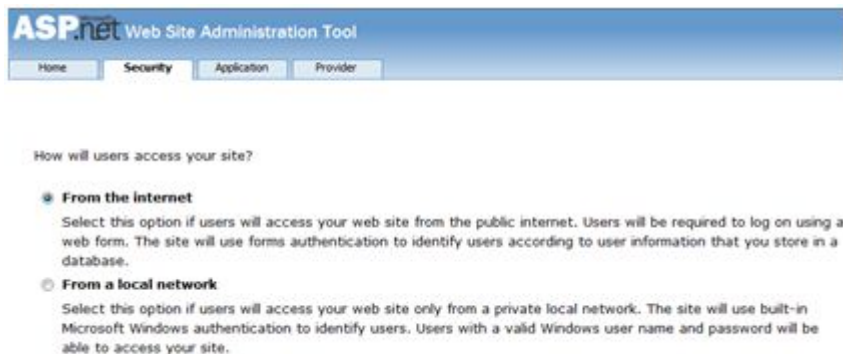 ASP.net Web Site Administration Tool
Home Security Application Provider
How will users access your site?
From the internet
Select this option if users will access your web site from the public internet. Users will be required to log on using a
web form. The site will use forms authentication to identify users according to user information that you store in a
database.
From a local network
Select this option if users will access your web site only from a private local network. The site will use built-in
Microsoft Windows authentication to identify users. Users with a valid Windows user name and password will be
able to access your site.